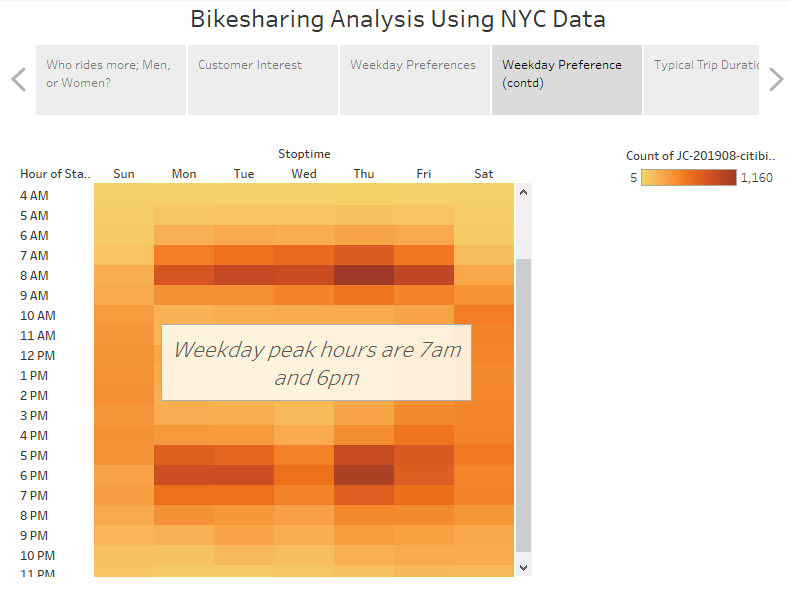 Bikesharing Analysis Using NYC Data
Who rides more; Men,
or Women?
Customer Interest
Weekday Preferences
Weekday Preference
(contd)
Typical Trip Duratio
Stoptime
Hour of Sta.. Sun Mon Tue Wed Thu Fri Sat
Count of JC-201908-citibi..
5 1,160
4 AM
5 AM
6 AM
7 AM
8 AM
9 AM
10 AM
11 AM
12 PM
1 PM
2 PM
3 PM
4 PM
5 PM
6 PM
7 PM
8 PM
9 PM
10 PM
11 PM
Weekday peak hours are 7am
and 6pm